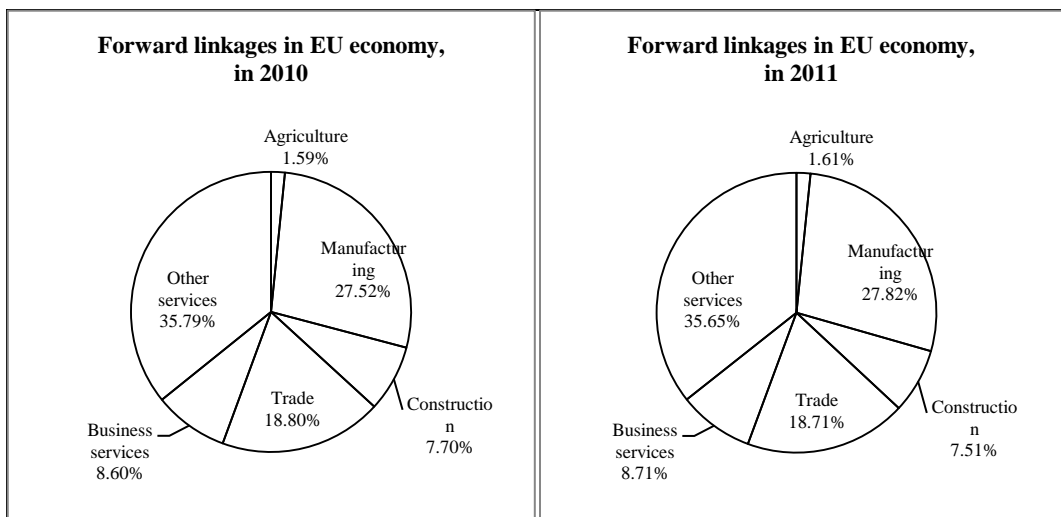 Forward linkages in EU economy,
in 2010
Agriculture
1.59%
Manufactur
ing
27.52%
Constructio
n
7.70%
Trade
18.80%
Business
services
8.60%
Other
services
35.79%
Forward linkages in EU economy,
in 2011
Agriculture
1.61%
Manufactur
ing
27.82%
Constructio
n
7.51%
Trade
18.71%
Business
services
8.71%
Other
services
35.65%